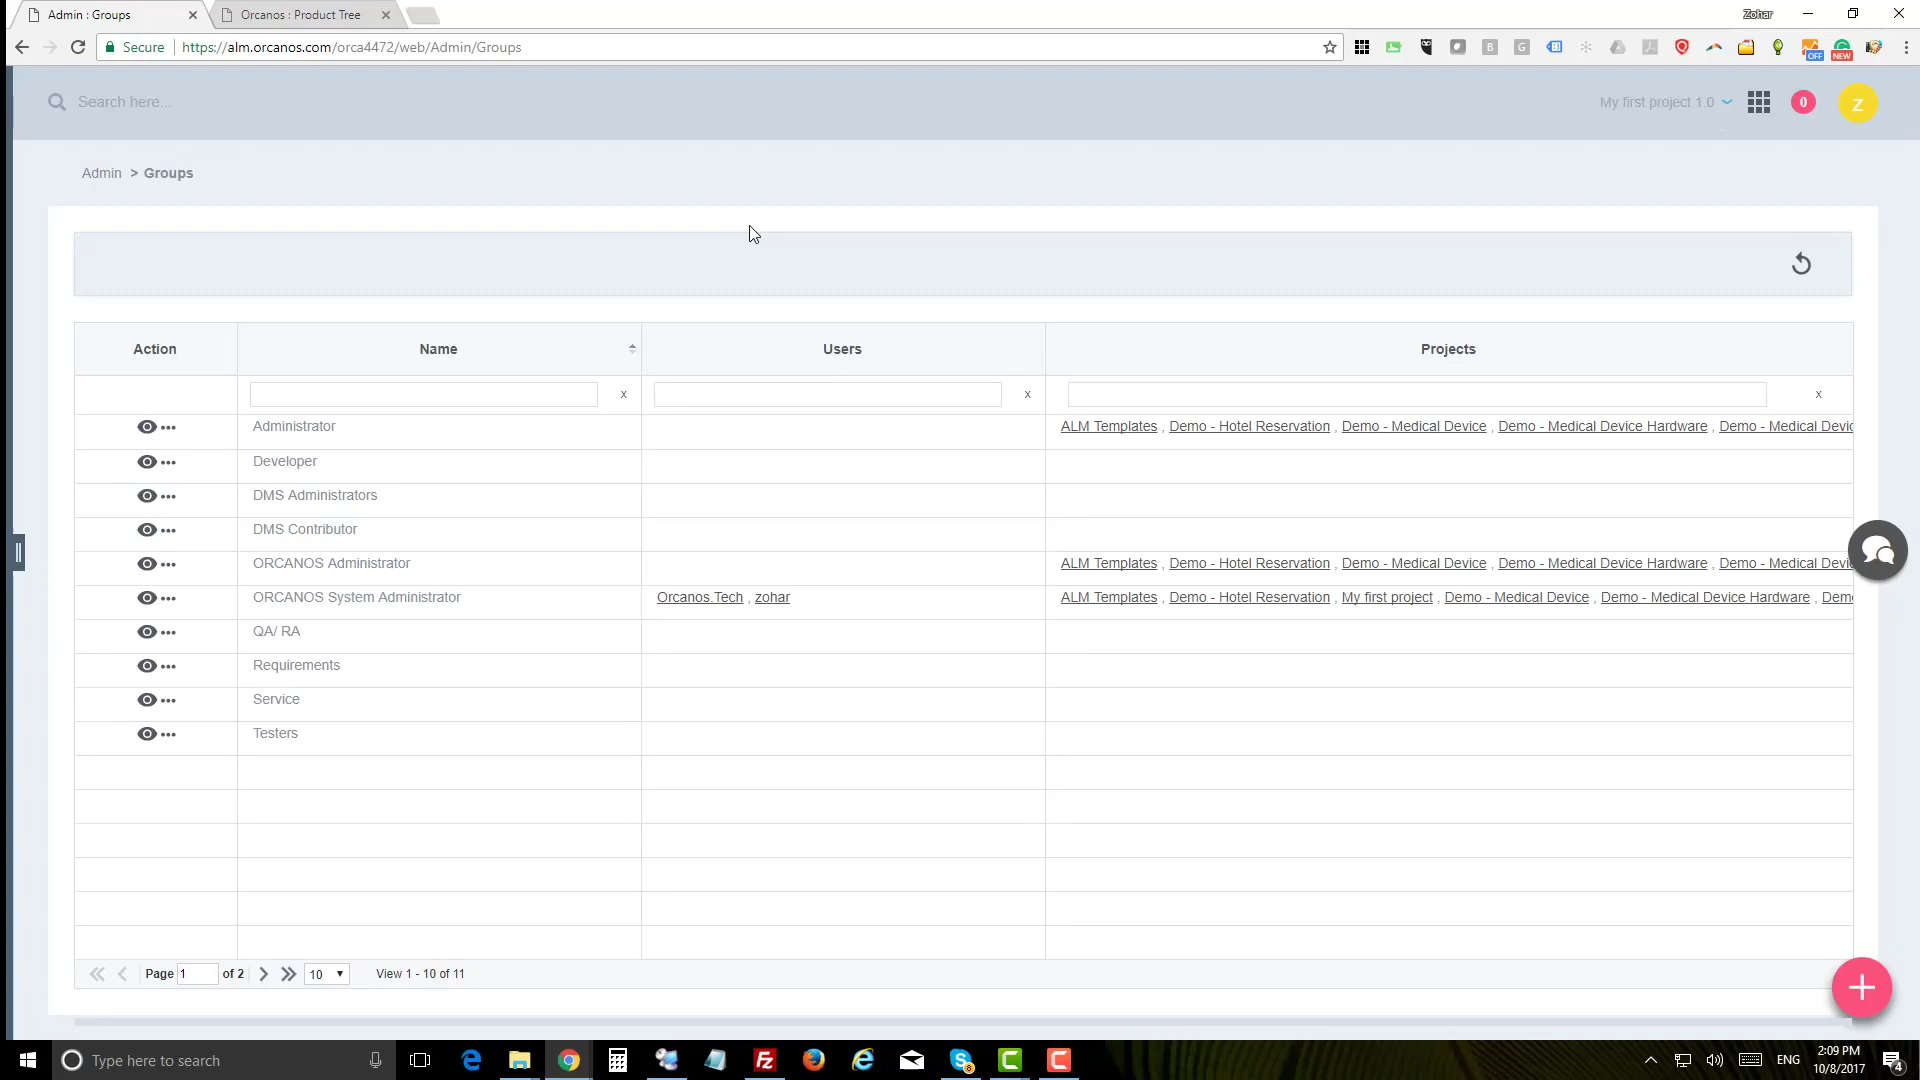 Admin : Groups
Orcanos : Product Tree
Zohar
Secure
https://alm.orcanos.com/orca4472/web/Admin/Groups
B
G
OFF
NEW
Search here...
My first project 1.0
0
z
Admin > Groups
Action Name Users Projects
x x x
Administrator ALM Templates , Demo - Hotel Reservation , Demo - Medical Device , Demo - Medical Device Hardware , Demo - Medical Devic
Developer
DMS Administrators
DMS Contributor
ORCANOS Administrator ALM Templates , Demo - Hotel Reservation , Demo - Medical Device , Demo - Medical Device Hardware , Demo - Medical Devi
ORCANOS System Administrator Orcanos.Tech , zohar ALM Templates , Demo - Hotel Reservation , My first project , Demo - Medical Device , Demo - Medical Device Hardware , Dem
QA/ RA
Requirements
Service
Testers
Page 1 of 2 10 View 1 - 10 of 11
Type here to search
ENG
2:09 PM
10/8/2017
4